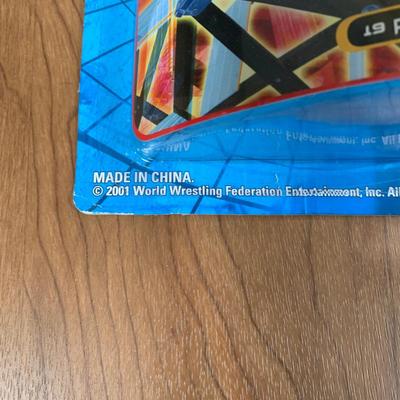 MADE IN CHINA.
© 2001 World Wrestling Federation Entertainment, Inc. All